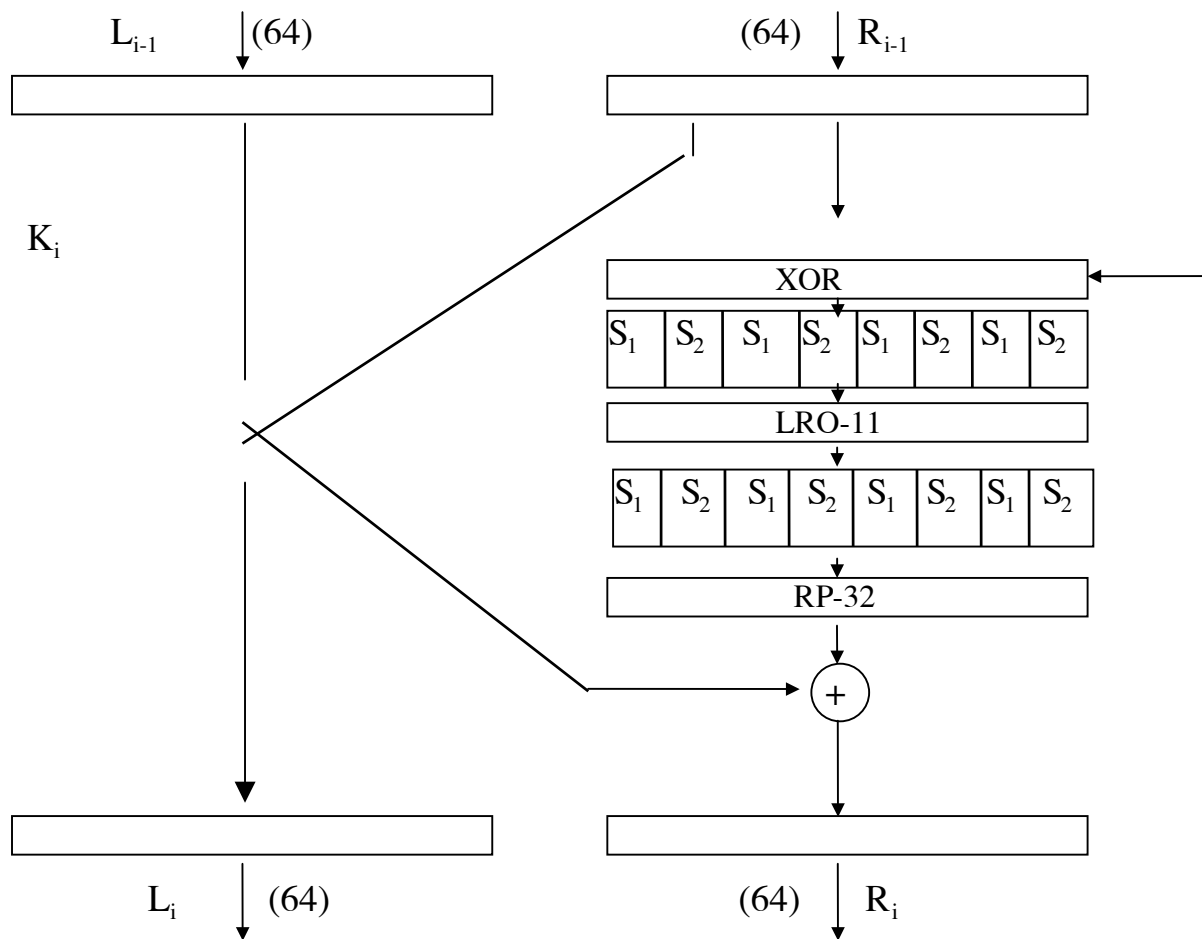 L_{i-1} (64) (64) R_{i-1}
K_i
XOR
S_1 S_2 S_1 S_2 S_1 S_2 S_1 S_2
LRO-11
S_1 S_2 S_1 S_2 S_1 S_2 S_1 S_2
RP-32
+
L_i (64) (64) R_i